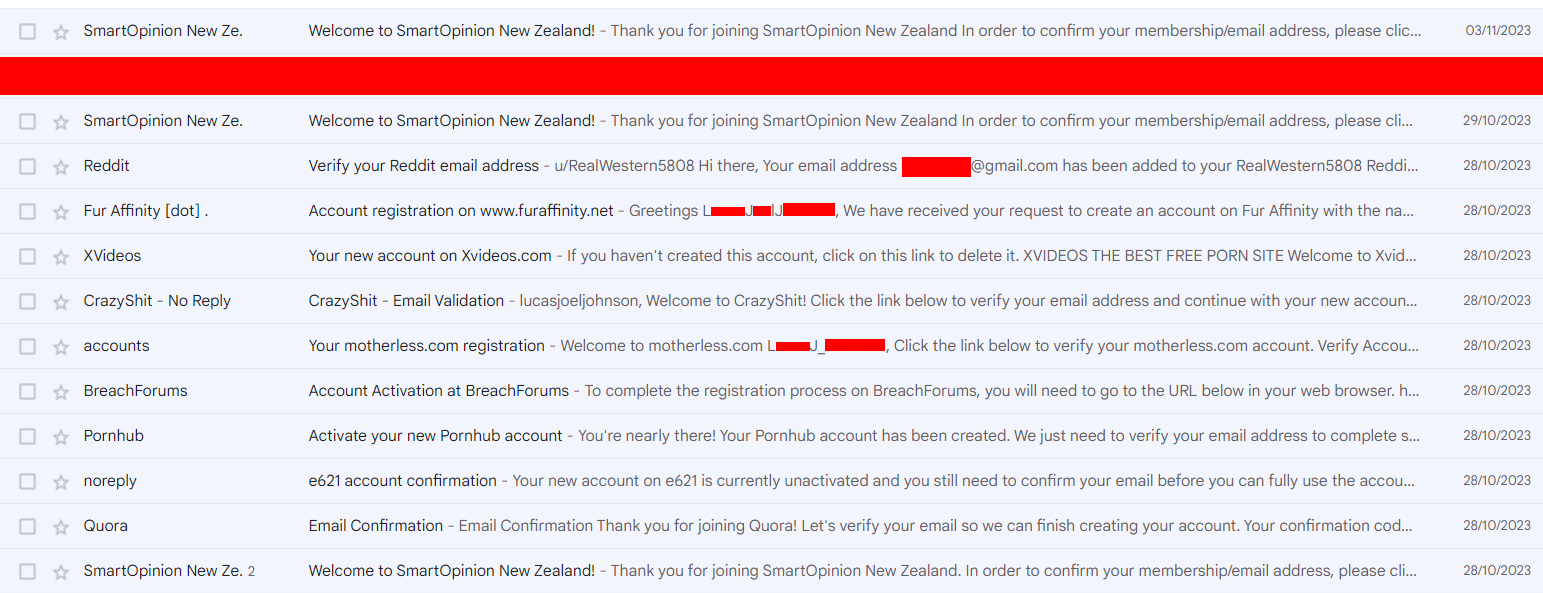 SmartOpinion New Ze. Welcome to SmartOpinion New Zealand! - Thank you for joining SmartOpinion New Zealand In order to confirm your membership/email address, please clic... 03/11/2023
SmartOpinion New Ze. Welcome to SmartOpinion New Zealand! - Thank you for joining SmartOpinion New Zealand In order to confirm your membership/email address, please cli... 29/10/2023
Reddit Verify your Reddit email address - u/RealWestern5808 Hi there, Your email address @gmail.com has been added to your RealWestern5808 Reddi... 28/10/2023
Fur Affinity [dot] . Account registration on www.furaffinity.net - Greetings L J lJ , We have received your request to create an account on Fur Affinity with the na... 28/10/2023
XVideos Your new account on Xvideos.com - If you haven't created this account, click on this link to delete it. XVIDEOS THE BEST FREE PORN SITE Welcome to Xvid... 28/10/2023
CrazyShit - No Reply CrazyShit - Email Validation - lucasjoeljohnson, Welcome to CrazyShit! Click the link below to verify your email address and continue with your new accoun... 28/10/2023
accounts Your motherless.com registration - Welcome to motherless.com L J_ , Click the link below to verify your motherless.com account. Verify Accou... 28/10/2023
BreachForums Account Activation at BreachForums - To complete the registration process on BreachForums, you will need to go to the URL below in your web browser. h... 28/10/2023
Pornhub Activate your new Pornhub account - You're nearly there! Your Pornhub account has been created. We just need to verify your email address to complete s... 28/10/2023
noreply e621 account confirmation - Your new account on e621 is currently unactivated and you still need to confirm your email before you can fully use the accou... 28/10/2023
Quora Email Confirmation - Email Confirmation Thank you for joining Quora! Let's verify your email so we can finish creating your account. Your confirmation cod... 28/10/2023
SmartOpinion New Ze. 2 Welcome to SmartOpinion New Zealand! - Thank you for joining SmartOpinion New Zealand. In order to confirm your membership/email address, please cli... 28/10/2023